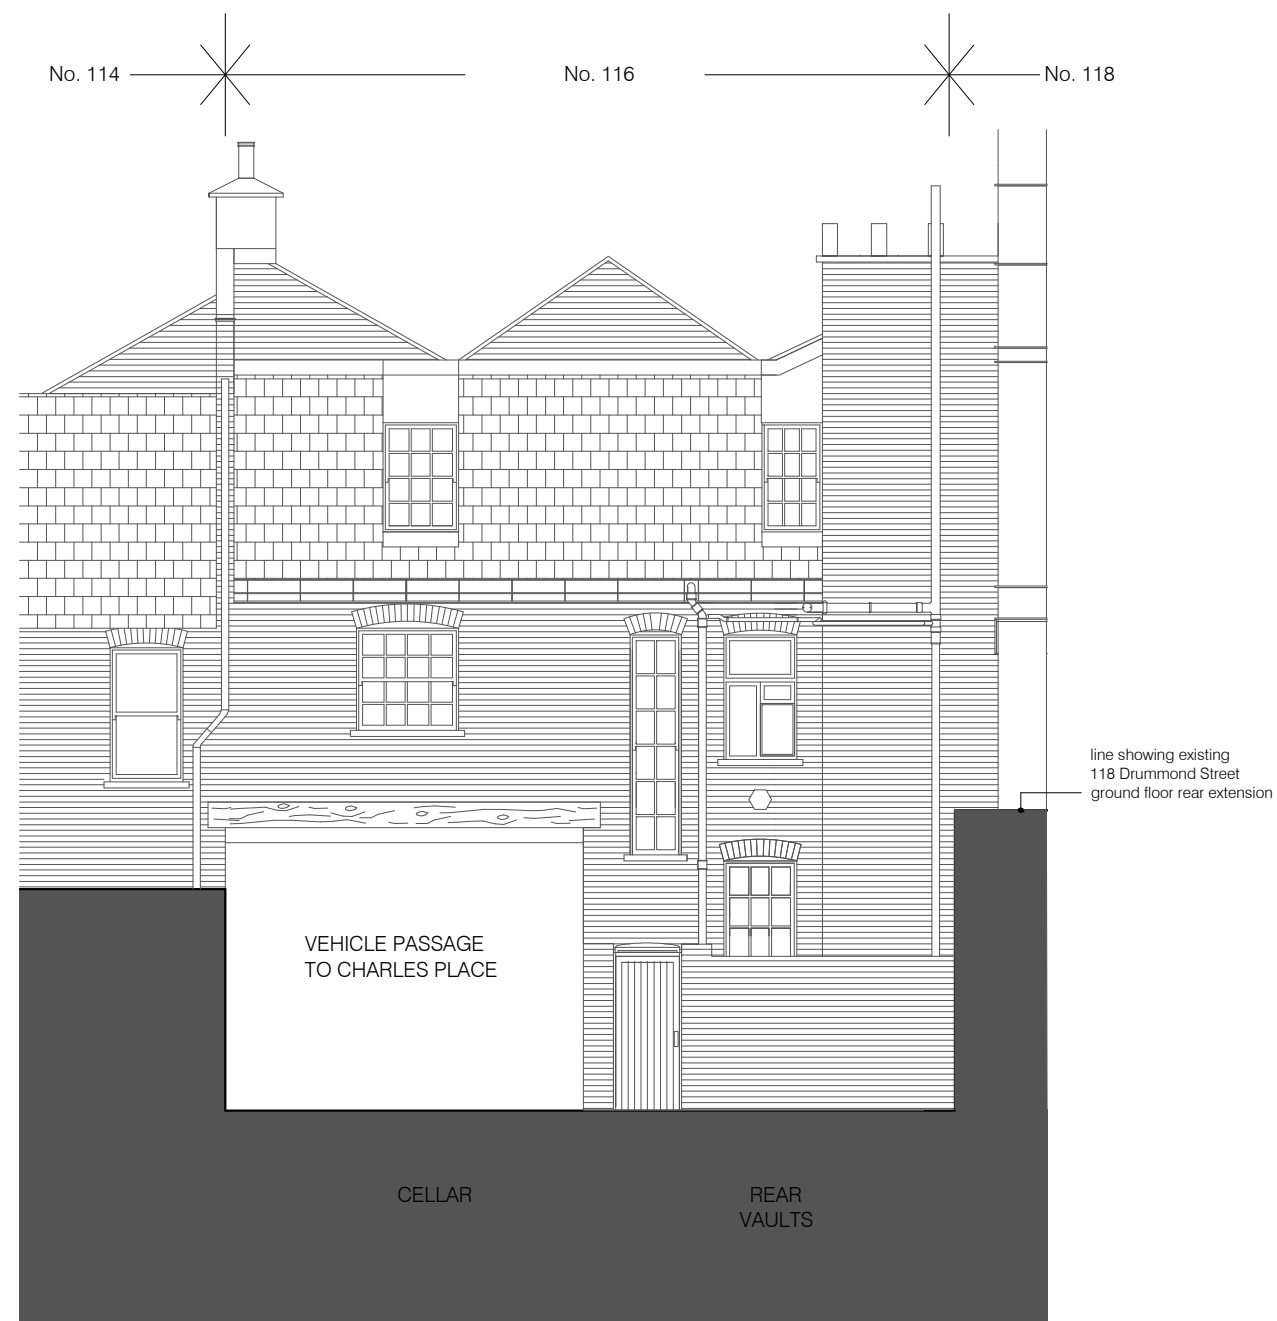 No. 114
No. 116
No. 118
line showing existing
118 Drummond Street
ground floor rear extension
VEHICLE PASSAGE
TO CHARLES PLACE
CELLAR
REAR
VAULTS